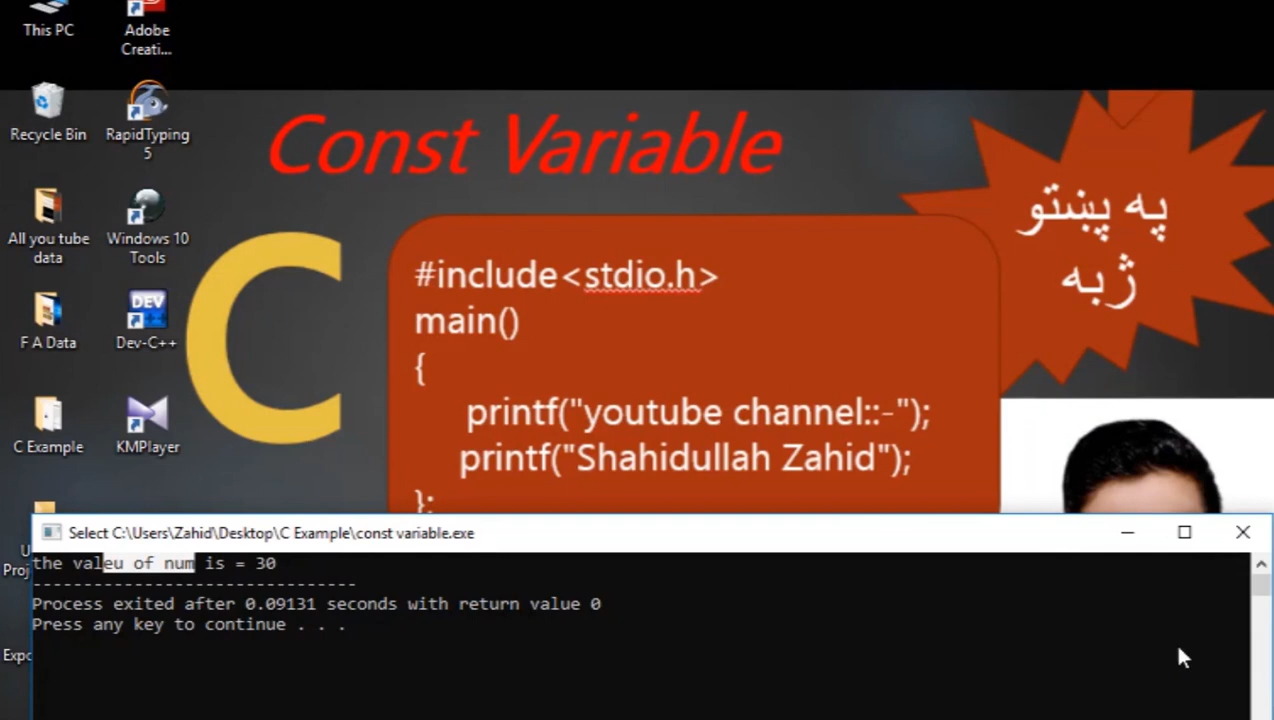 This PC
Adobe
Creati...
Recycle Bin
RapidTyping
5
All you tube
data
Windows 10
Tools
F A Data
DEV
Dev-C++
C Example
KMPlayer
Const Variable
C
په پښتو
ژبه
#include<stdio.h>
main()
{
printf("youtube channel::-");
printf("Shahidullah Zahid");
};
Select C:\Users\Zahid\Desktop\C Example\const variable.exe
the valeu of num is = 30
--------------------------------
Process exited after 0.09131 seconds with return value 0
Press any key to continue . . .